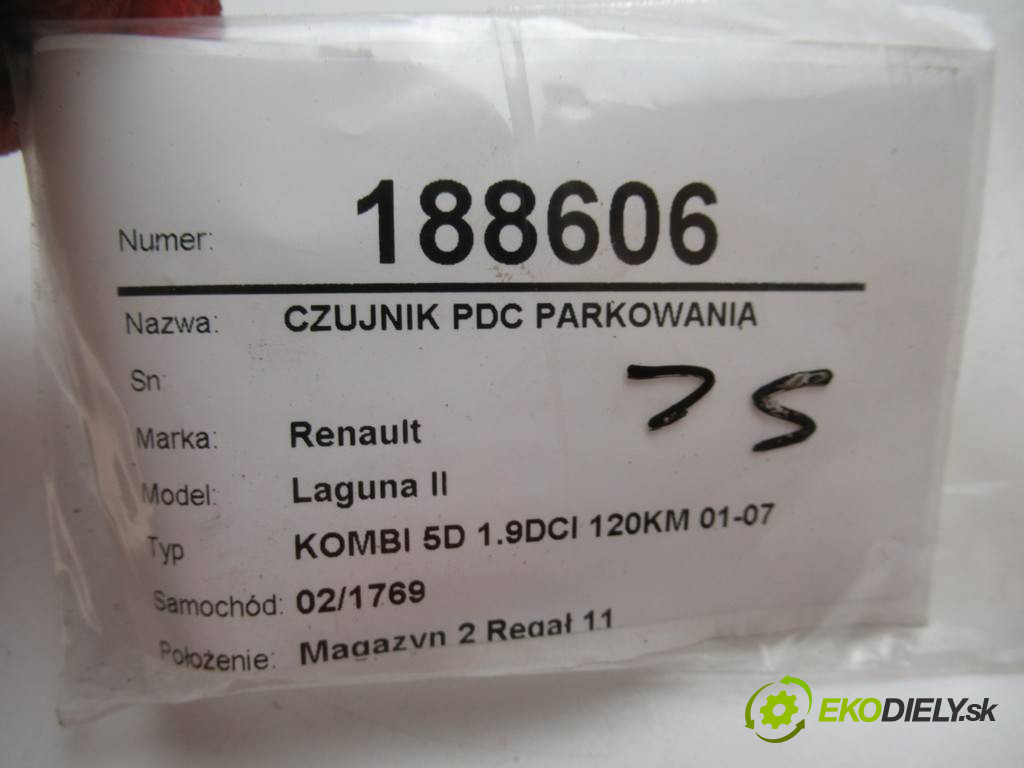 Numer: 188606
Nazwa: CZUJNIK PDC PARKOWANIA
Sn:
Marka: Renault
Model: Laguna II
Typ KOMBI 5D 1.9DCI 120KM 01-07
Samochód: 02/1769
Położenie: Magazyn 2 Regał 11
EKODIELY.sk